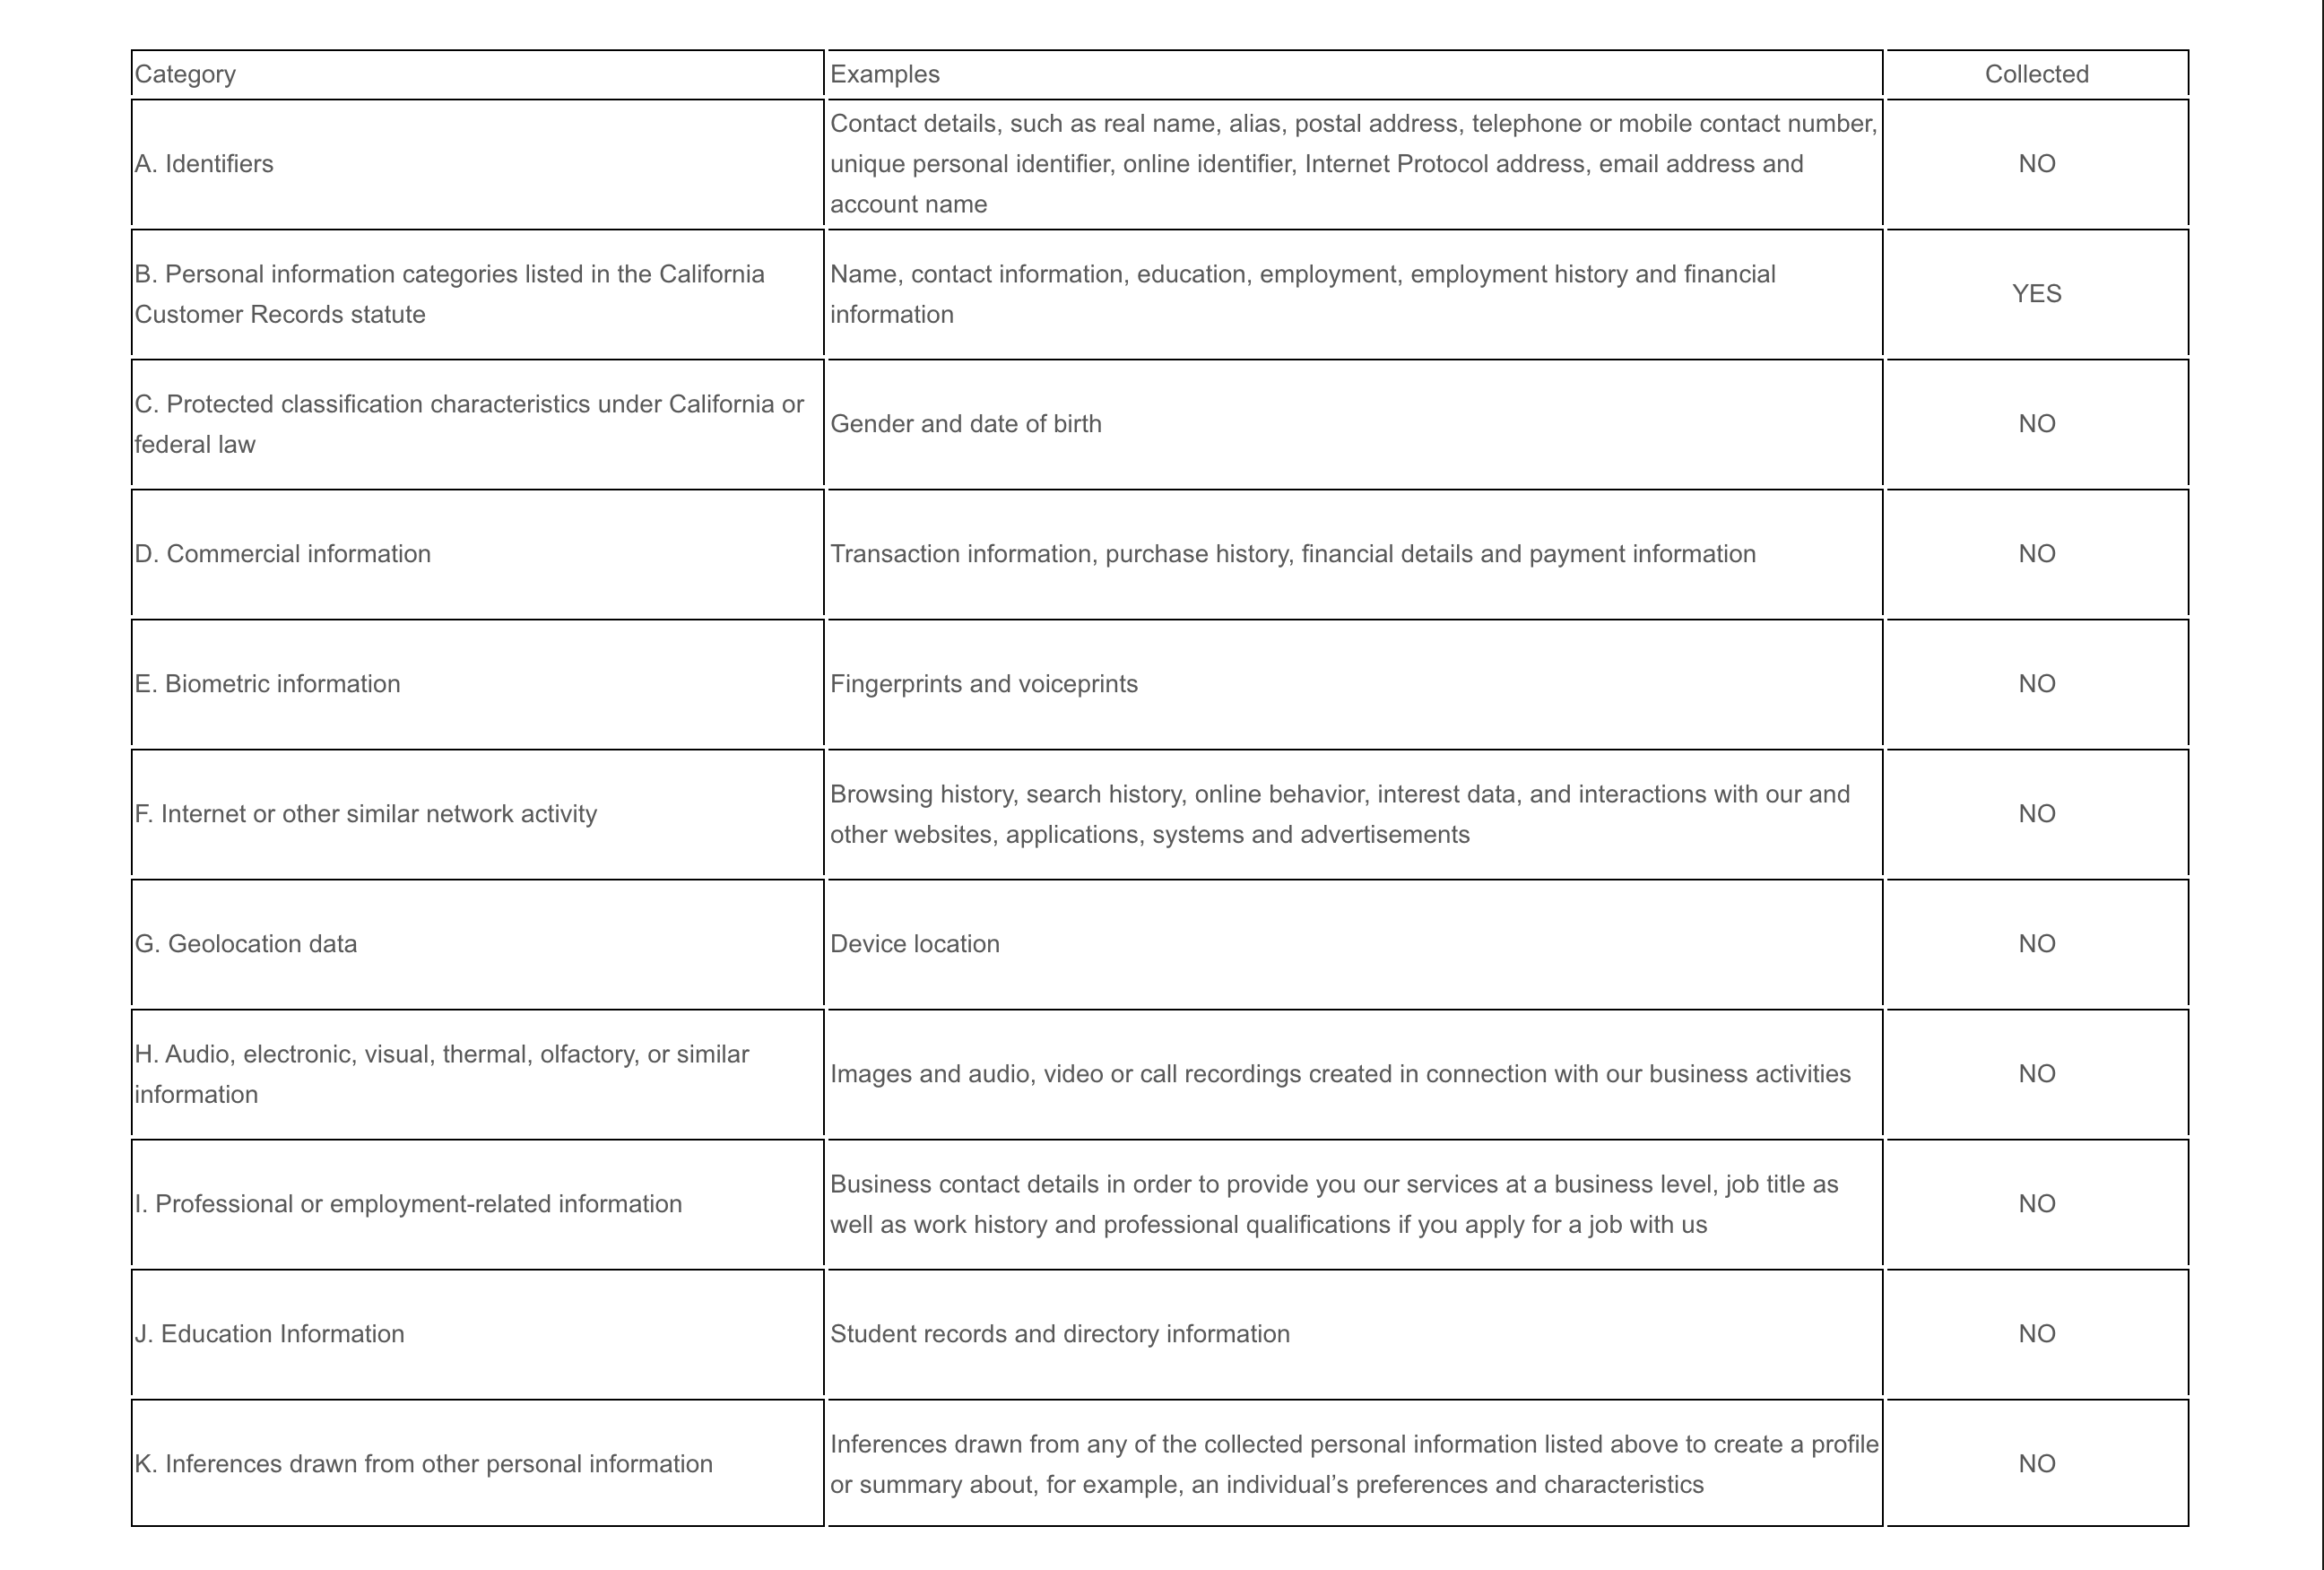 Category Examples Collected
A. Identifiers
Contact details, such as real name, alias, postal address, telephone or mobile contact number,
unique personal identifier, online identifier, Internet Protocol address, email address and
account name
NO
B. Personal information categories listed in the California
Customer Records statute
Name, contact information, education, employment, employment history and financial
information
YES
C. Protected classification characteristics under California or
federal law
Gender and date of birth
NO
D. Commercial information
Transaction information, purchase history, financial details and payment information
NO
E. Biometric information
Fingerprints and voiceprints
NO
F. Internet or other similar network activity
Browsing history, search history, online behavior, interest data, and interactions with our and
other websites, applications, systems and advertisements
NO
G. Geolocation data
Device location
NO
H. Audio, electronic, visual, thermal, olfactory, or similar
information
Images and audio, video or call recordings created in connection with our business activities
NO
I. Professional or employment-related information
Business contact details in order to provide you our services at a business level, job title as
well as work history and professional qualifications if you apply for a job with us
NO
J. Education Information
Student records and directory information
NO
K. Inferences drawn from other personal information
Inferences drawn from any of the collected personal information listed above to create a profile
or summary about, for example, an individual’s preferences and characteristics
NO